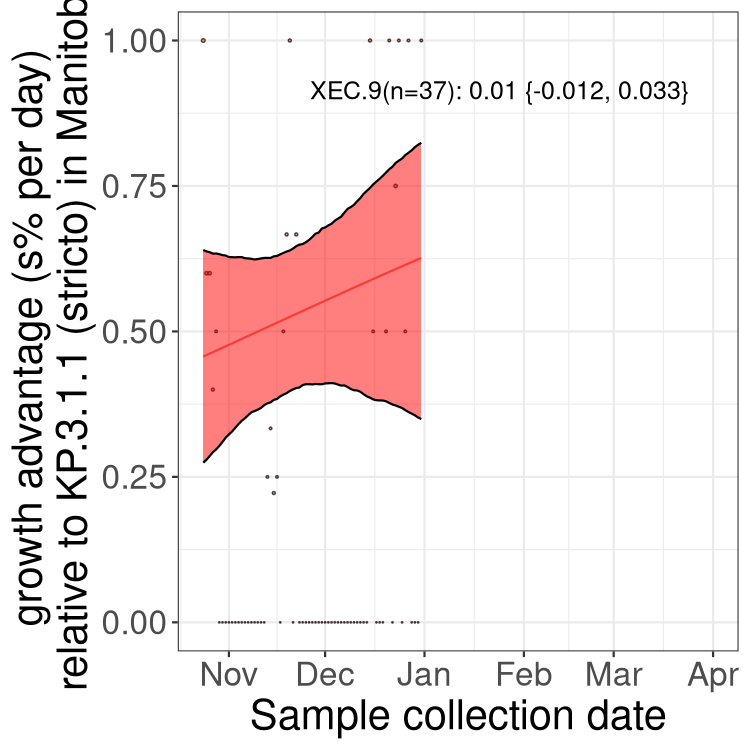 growth advantage (s% per day)
relative to KP.3.1.1 (stricto) in Manitob
1.00
0.75
0.50
0.25
0.00
XEC.9(n=37): 0.01 {-0.012, 0.033}
Nov Dec Jan Feb Mar Apr
Sample collection date